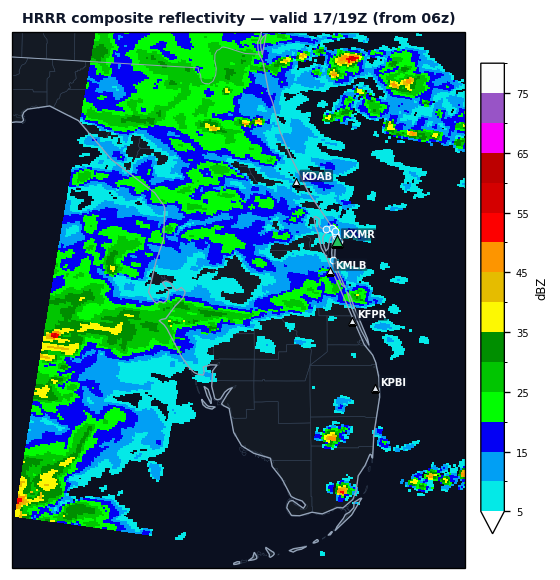 HRRR composite reflectivity — valid 17/19Z (from 06z)
KDAB
KXMR
KMLB
KFPR
KPBI
75
65
55
45
35
25
15
5
dBZ